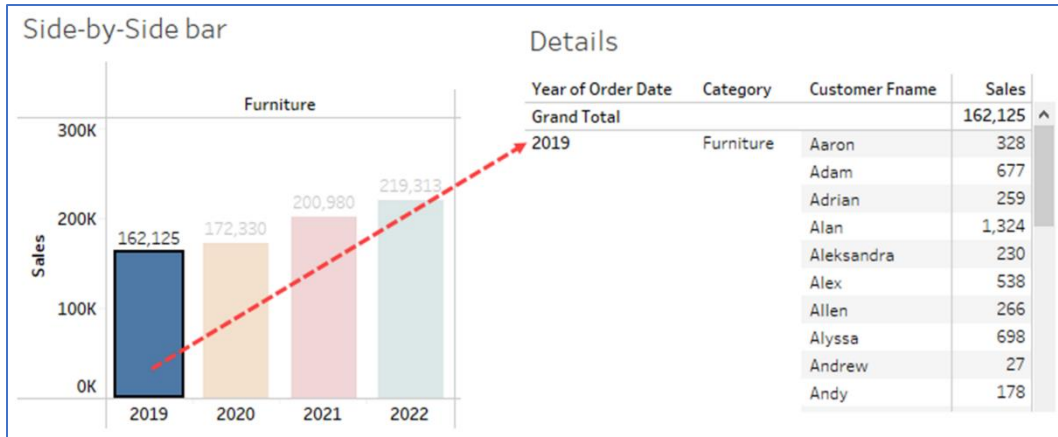 Side-by-Side bar
Furniture
300K
200K
100K
0K
Sales
162,125
172,330
200,980
219,313
2019 2020 2021 2022
Details
Year of Order Date Category Customer Fname Sales
Grand Total 162,125
2019 Furniture Aaron 328
Adam 677
Adrian 259
Alan 1,324
Aleksandra 230
Alex 538
Allen 266
Alyssa 698
Andrew 27
Andy 178